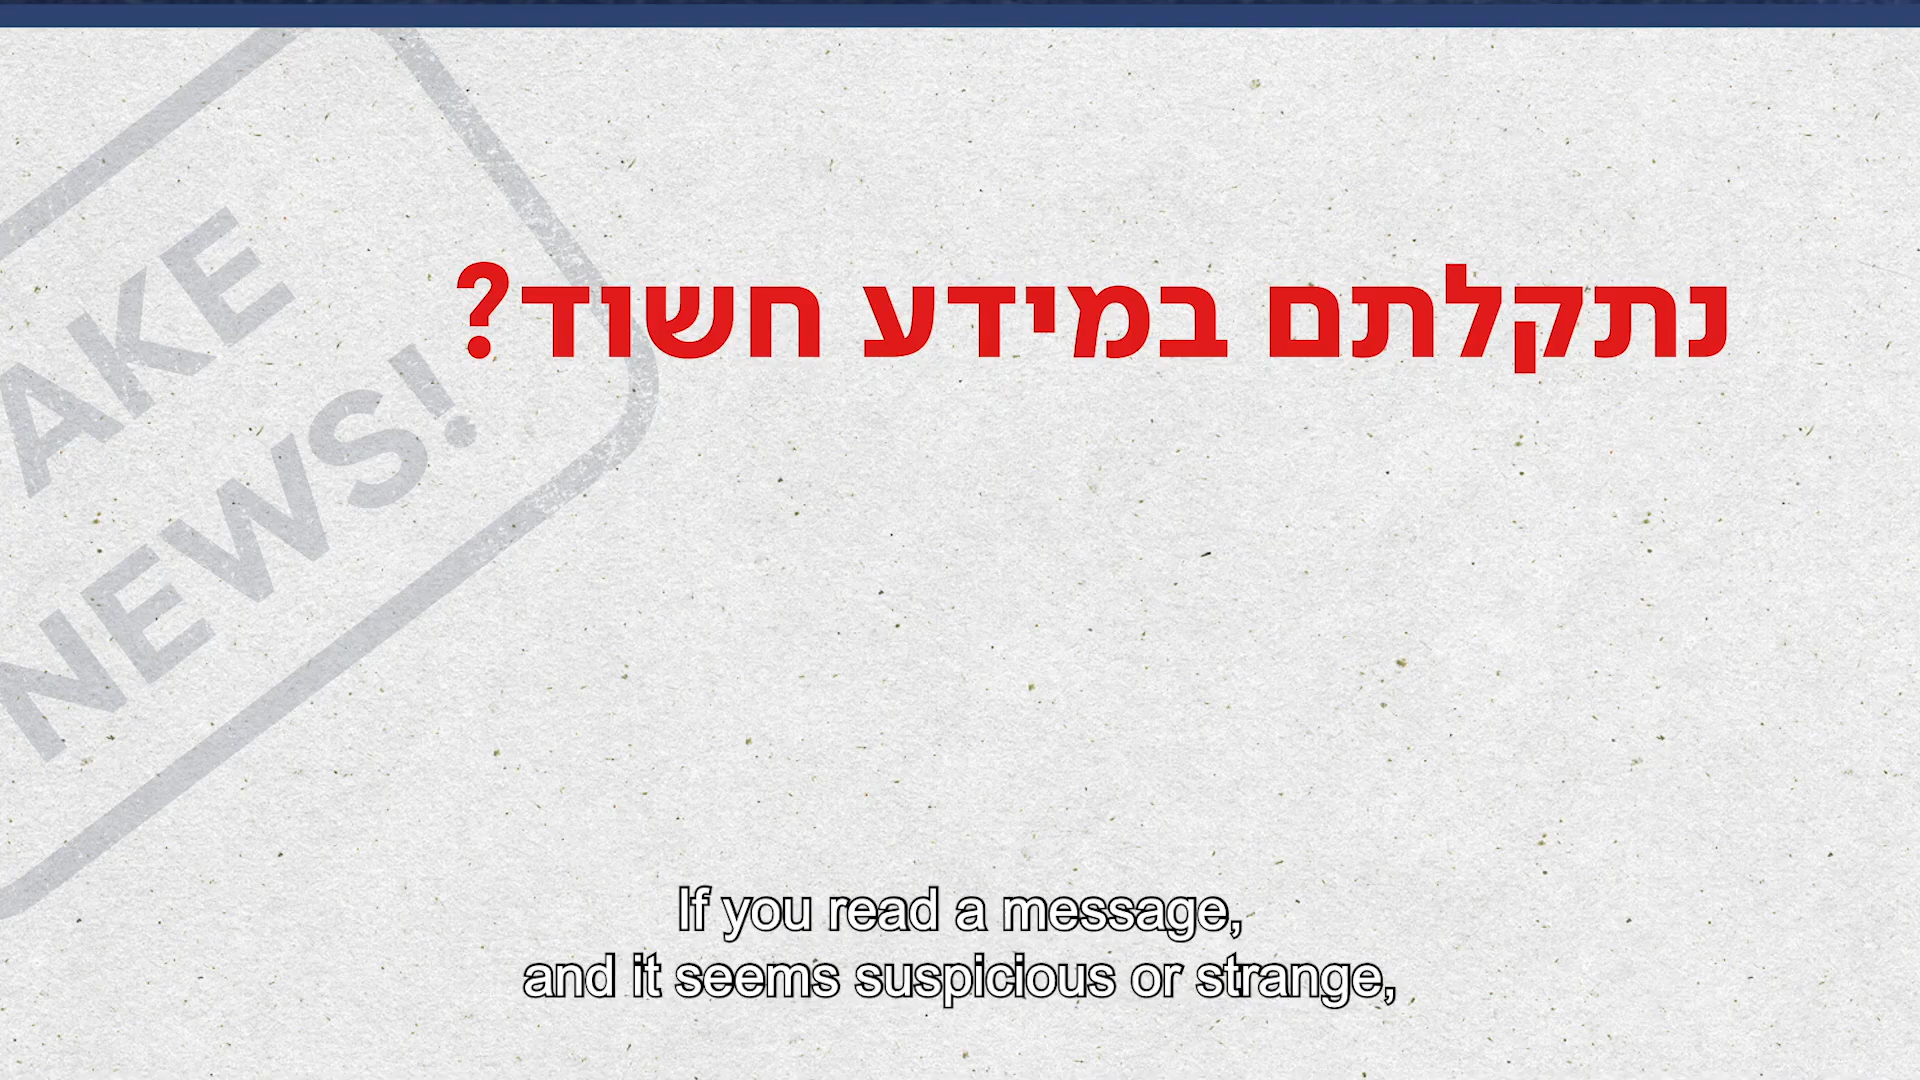 נתקלתם במידע חשוד?
AKE
NEWS!
If you read a message,
and it seems suspicious or strange,